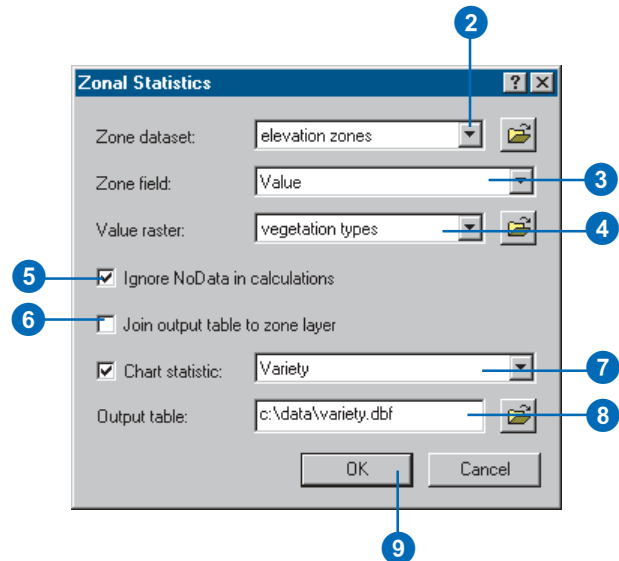 2
Zonal Statistics
Zone dataset: elevation zones
Zone field: Value 3
Value raster: vegetation types 4
5 Ignore NoData in calculations
6 Join output table to zone layer
Chart statistic: Variety 7
Output table: c:\data\variety.dbf 8
OK Cancel
9